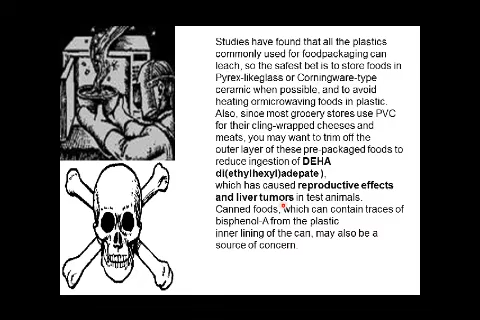 Studies have found that all the plastics
commonly used for foodpackaging can
leach, so the safest bet is to store foods in
Pyrex-likeglass or Corningware-type
ceramic when possible, and to avoid
heating ormicrowaving foods in plastic.
Also, since most grocery stores use PVC
for their cling-wrapped cheeses and
meats, you may want to trim off the
outer layer of these pre-packaged foods to
reduce ingestion of DEHA
di(ethylhexyl)adepate),
which has caused reproductive effects
and liver tumors in test animals.
Canned foods, which can contain traces of
bisphenol-A from the plastic
inner lining of the can, may also be a
source of concern.